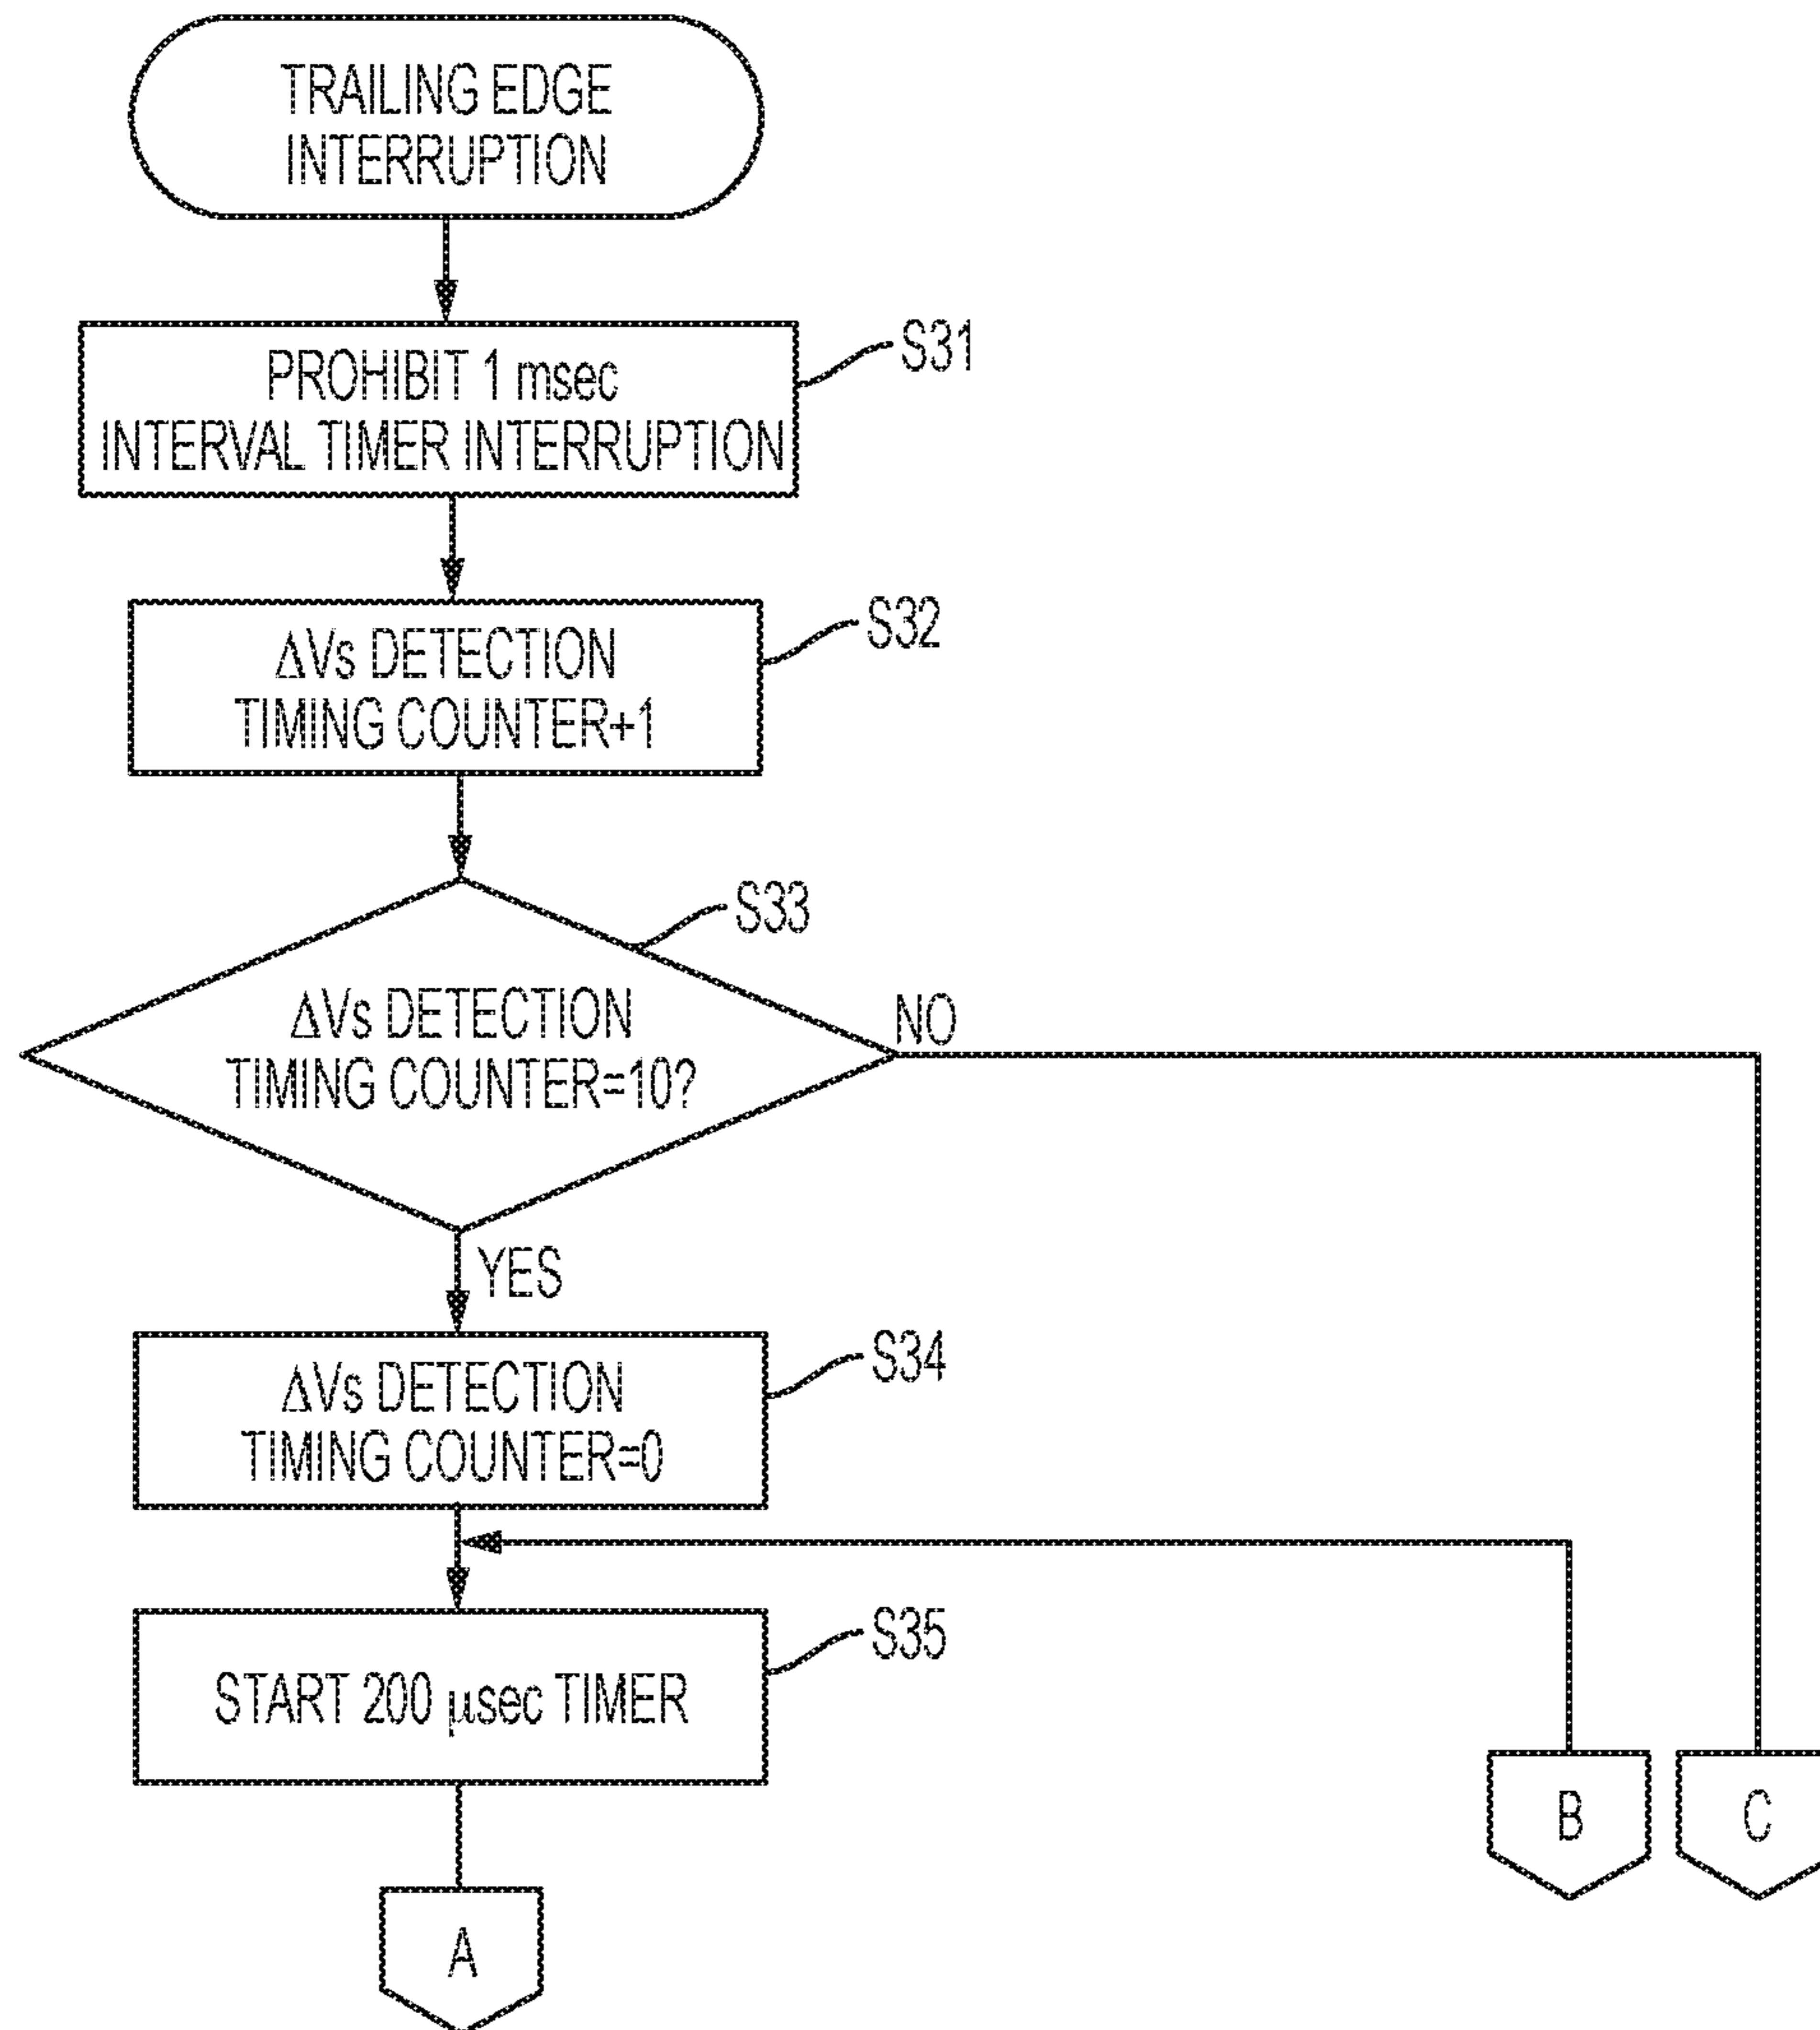 TRAILING EDGE
INTERRUPTION
PROHIBIT 1 msec
INTERVAL TIMER INTERRUPTION
S31
ΔVs DETECTION
TIMING COUNTER+1
S32
S33
ΔVs DETECTION
TIMING COUNTER=10?
NO
YES
ΔVs DETECTION
TIMING COUNTER=0
S34
START 200 μsec TIMER
S35
B
C
A